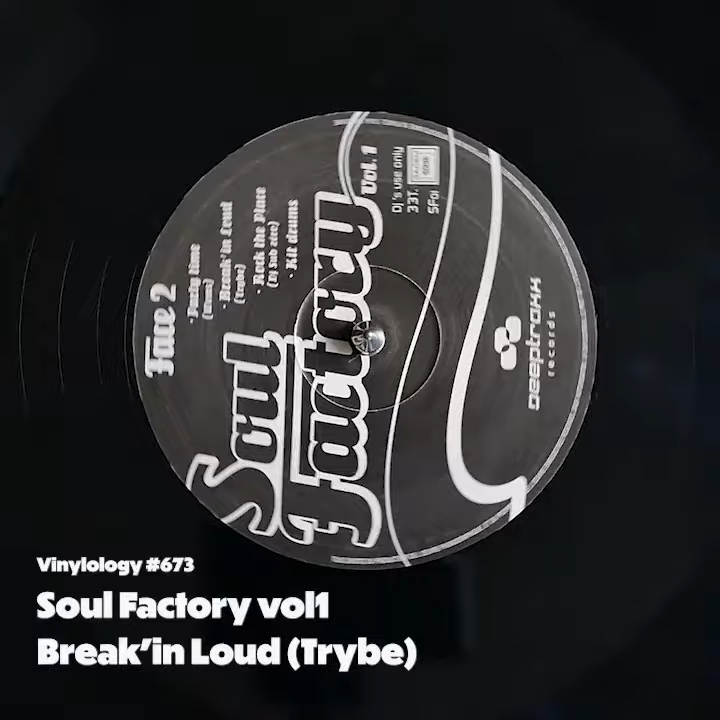 Face 2
· Party time
· Break'in Loud
(Trybe)
· Rock the Place
· Kit drums
Soul
Factory
Vol. 1
Dj's use only
33T.
SF01
Deeptraxx
records
Vinylology #673
Soul Factory vol1
Break'in Loud (Trybe)